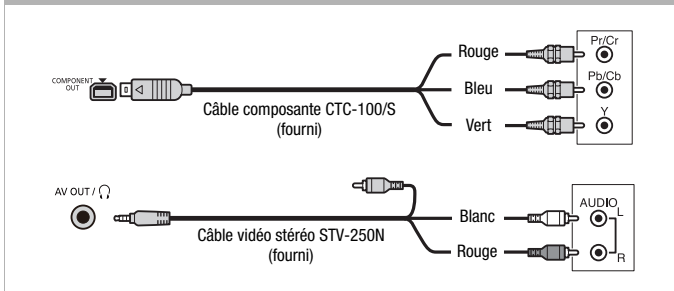 Rouge
Pr/Cr
COMPONENT
OUT
Bleu
Pb/Cb
Câble composante CTC-100/S
(fourni)
Vert
Y
AV OUT /
Blanc
AUDIO
L
Câble vidéo stéréo STV-250N
(fourni)
Rouge
R